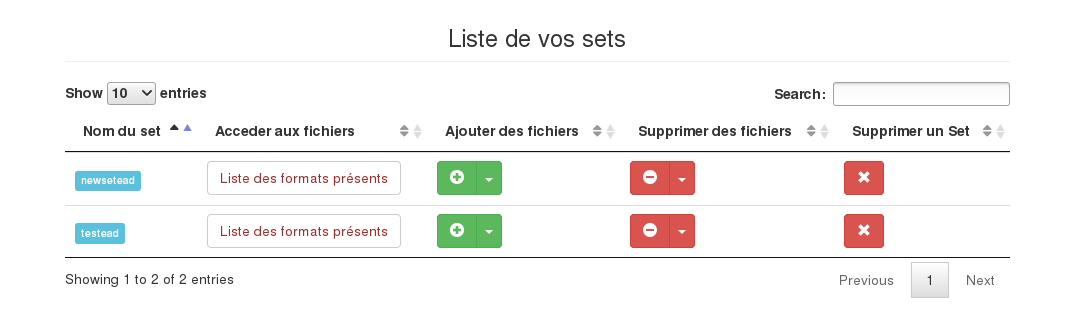 Liste de vos sets
Show 10 entries Search:
Nom du set Acceder aux fichiers Ajouter des fichiers Supprimer des fichiers Supprimer un Set
newsetead Liste des formats présents
testead Liste des formats présents
Showing 1 to 2 of 2 entries Previous 1 Next